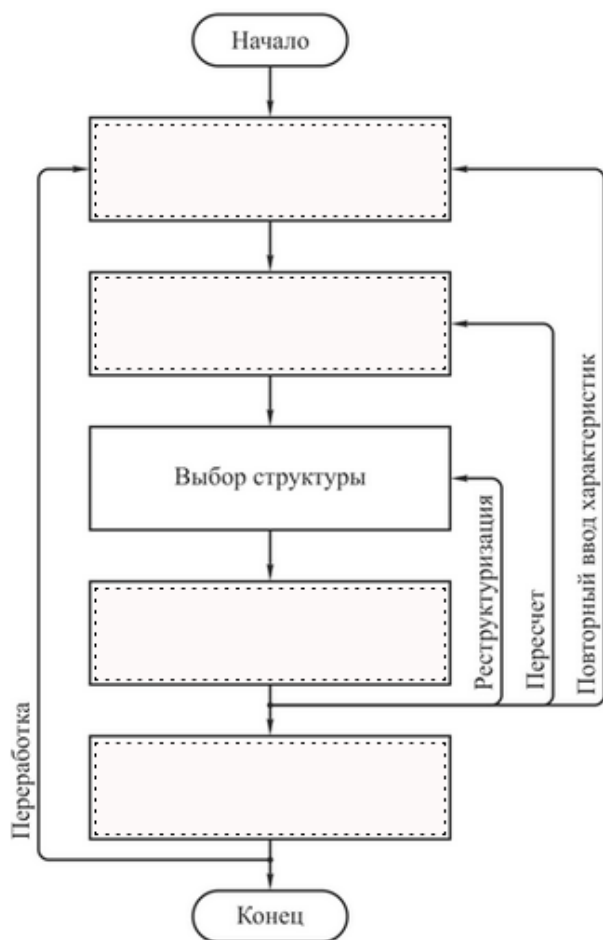 Начало
Выбор структуры
Реструктуризация
Пересчет
Повторный ввод характеристик
Переработка
Конец